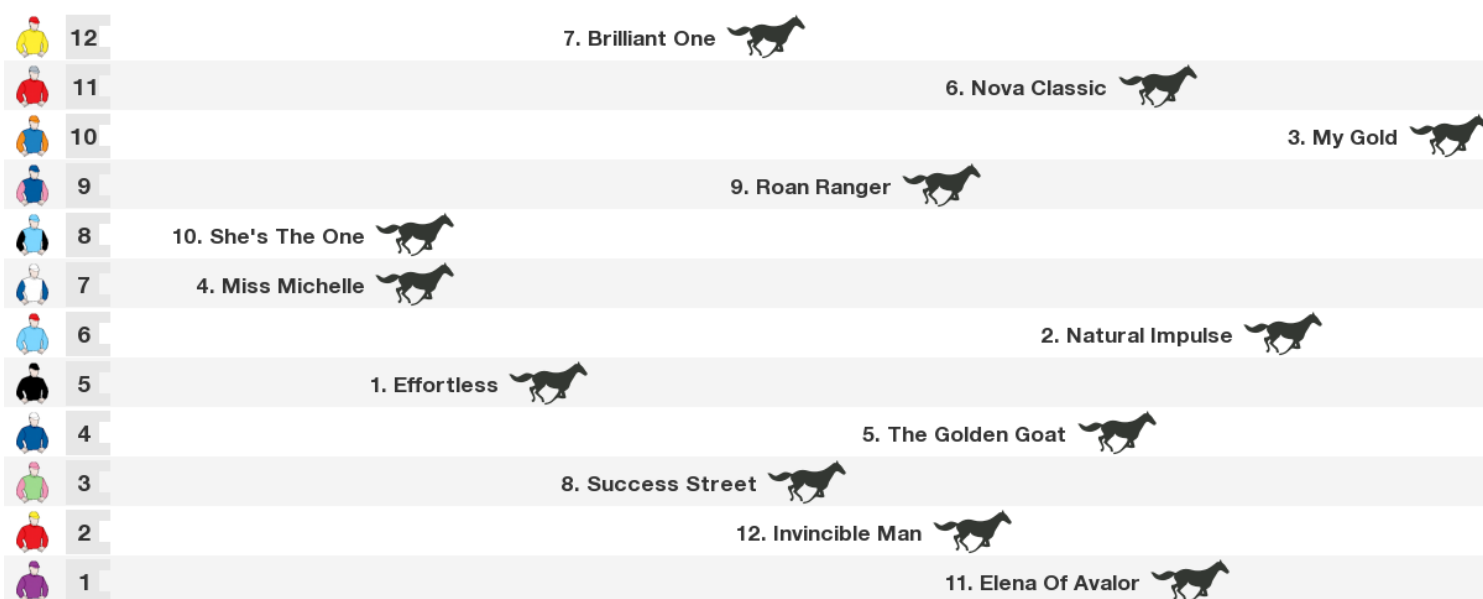 12 7. Brilliant One
11 6. Nova Classic
10 3. My Gold
9 9. Roan Ranger
8 10. She's The One
7 4. Miss Michelle
6 2. Natural Impulse
5 1. Effortless
4 5. The Golden Goat
3 8. Success Street
2 12. Invincible Man
1 11. Elena Of Avalor